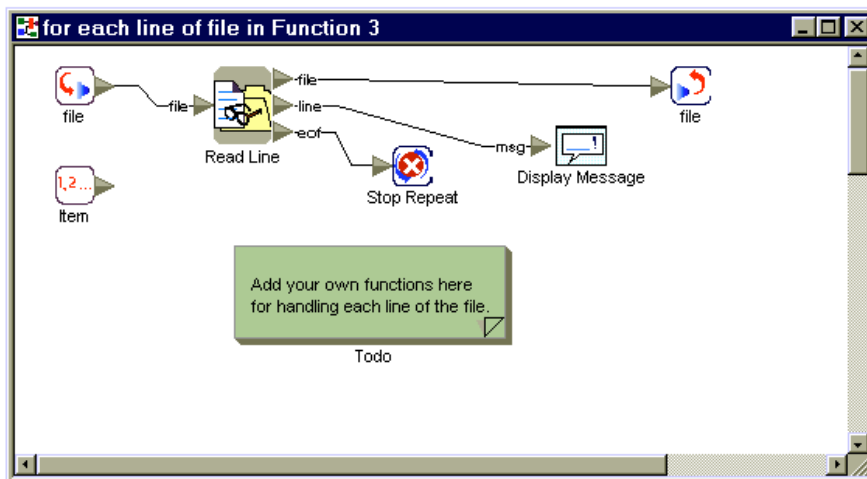 for each line of file in Function 3
file
file
Read Line
file
line
eof
Stop Repeat
msg
Display Message
file
1,2...
Item
Add your own functions here
for handling each line of the file.
Todo